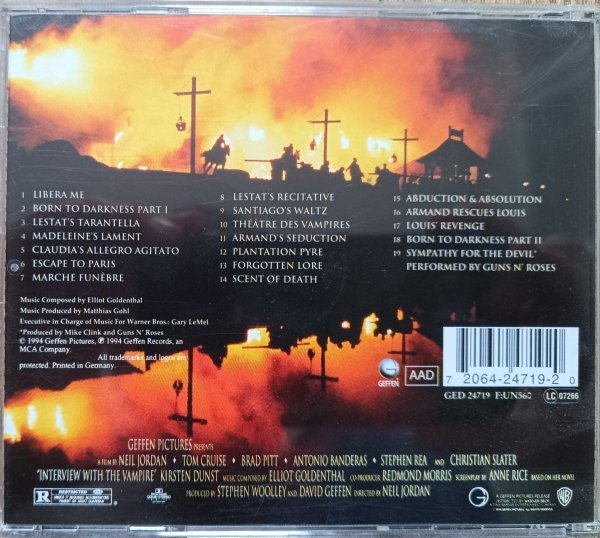 1 LIBERA ME
2 BORN TO DARKNESS PART I
3 LESTAT'S TARANTELLA
4 MADELEINE'S LAMENT
5 CLAUDIA'S ALLEGRO AGITATO
6 ESCAPE TO PARIS
7 MARCHE FUNÈBRE
8 LESTAT'S RECITATIVE
9 SANTIAGO'S WALTZ
10 THÉÂTRE DES VAMPIRES
11 ARMAND'S SEDUCTION
12 PLANTATION PYRE
13 FORGOTTEN LORE
14 SCENT OF DEATH
15 ABDUCTION & ABSOLUTION
16 ARMAND RESCUES LOUIS
17 LOUIS' REVENGE
18 BORN TO DARKNESS PART II
19 SYMPATHY FOR THE DEVIL*
PERFORMED BY GUNS N' ROSES
Music Composed by Elliot Goldenthal
Music Produced by Matthias Gohl
Executive in Charge of Music For Warner Bros.: Gary LeMel
*Produced by Mike Clink and Guns N' Roses
© 1994 Geffen Pictures, ℗ 1994 Geffen Records, an
MCA Company.
All trademarks and logos are
protected. Printed in Germany.
GEFFEN
AAD
7 2064-24719-2 0
GED 24719 F:UN560
LC 07266
GEFFEN PICTURES PRESENTS
A FILM BY NEIL JORDAN • TOM CRUISE • BRAD PITT • ANTONIO BANDERAS • STEPHEN REA AND CHRISTIAN SLATER
"INTERVIEW WITH THE VAMPIRE" KIRSTEN DUNST MUSIC COMPOSED BY ELLIOT GOLDENTHAL CO-PRODUCER REDMOND MORRIS SCREENPLAY BY ANNE RICE BASED ON HER NOVEL
PRODUCED BY STEPHEN WOOLLEY AND DAVID GEFFEN DIRECTED BY NEIL JORDAN
R RESTRICTED
A GEFFEN PICTURES RELEASE
DISTRIBUTED BY WARNER BROS.
WB